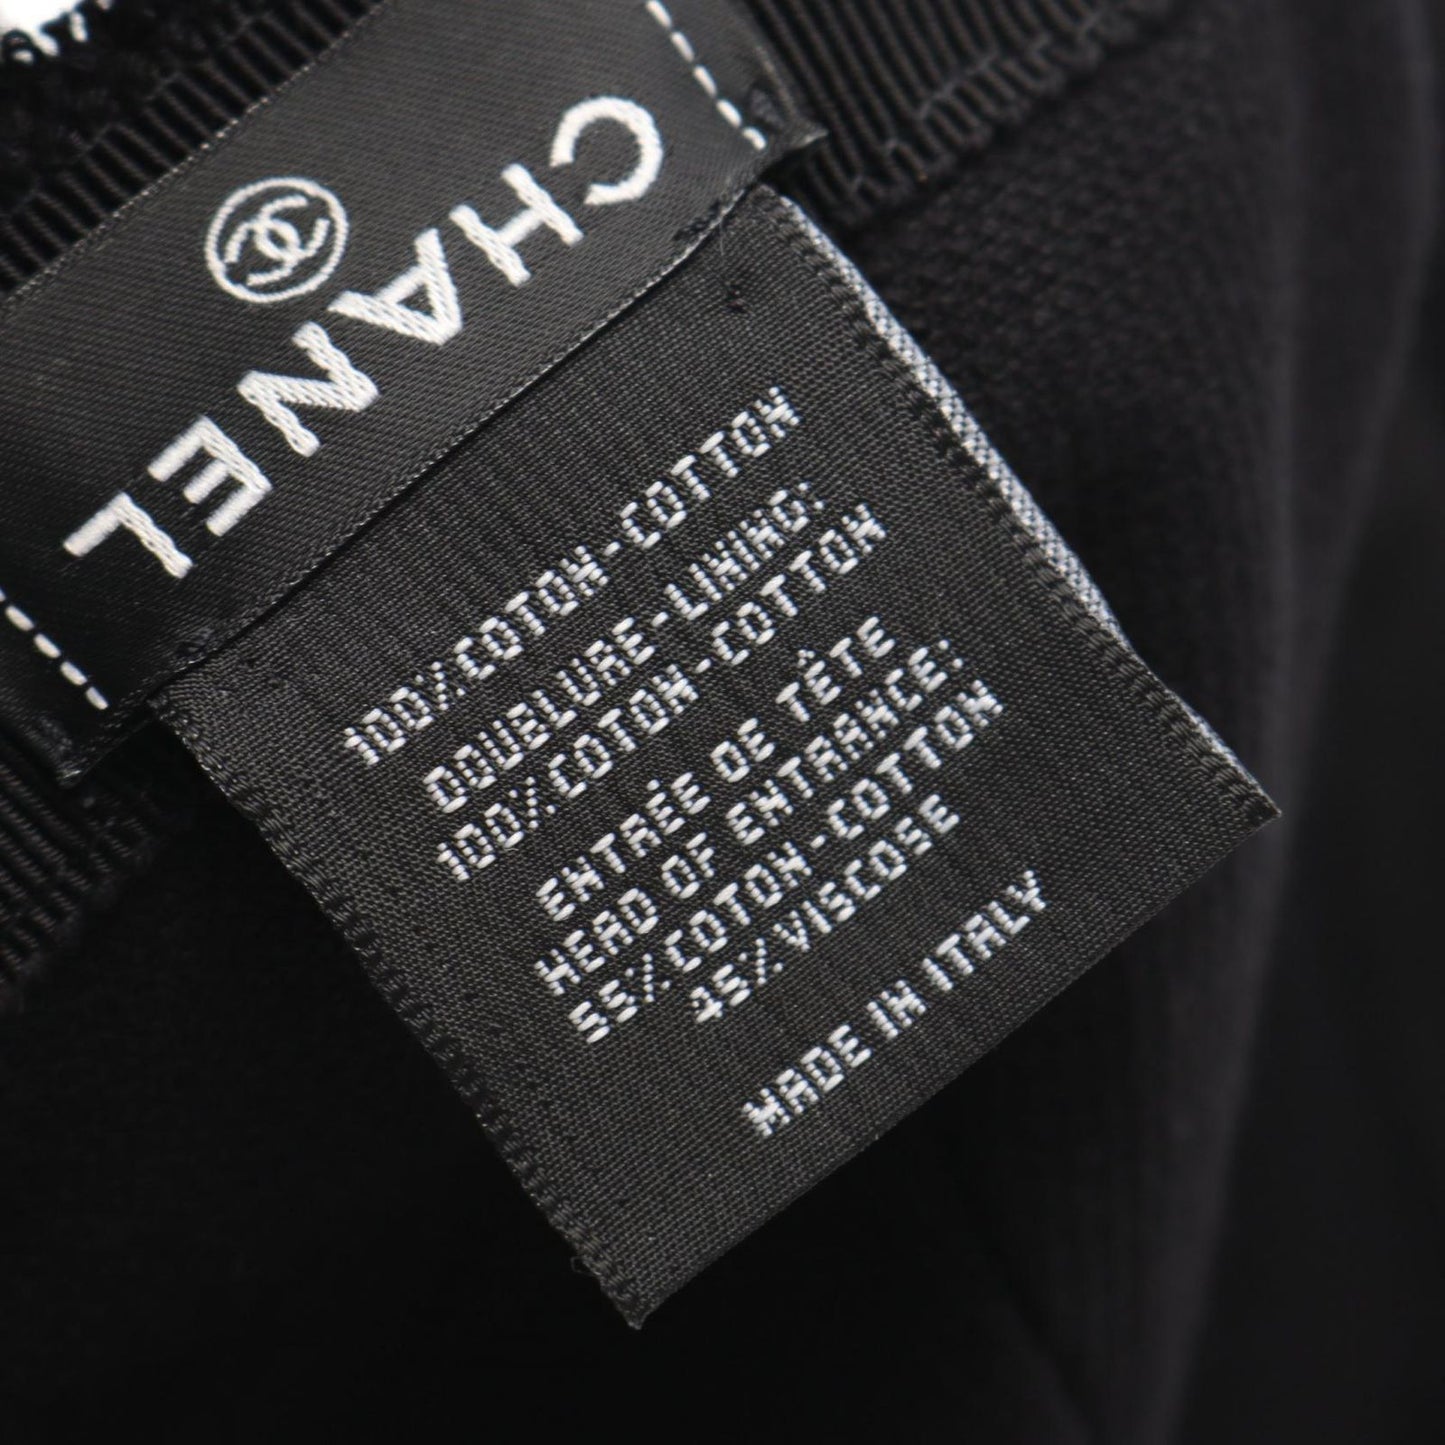 CHANEL
100%COTON-COTTON
DOUBLURE-LINING:
100%COTON-COTTON
ENTRÉE DE TÊTE
HEAD OF ENTRANCE:
55%COTON-COTTON
45%VISCOSE
MADE IN ITALY